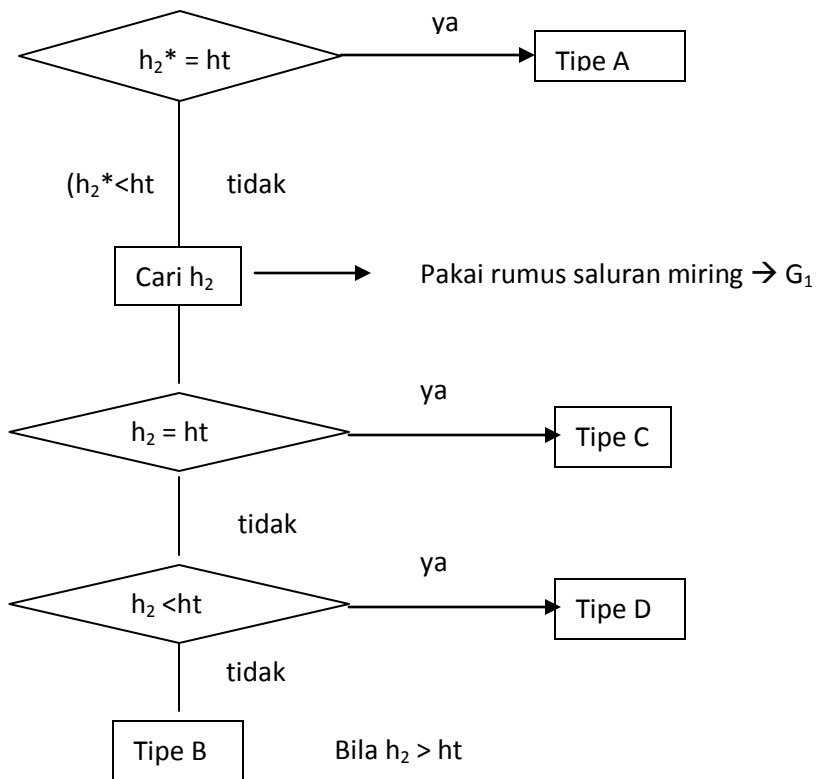 ya
h₂* = ht
Tipe A
(h₂*<ht tidak
Cari h₂
Pakai rumus saluran miring → G₁
ya
h₂ = ht
Tipe C
tidak
ya
h₂ <ht
Tipe D
tidak
Tipe B
Bila h₂ > ht